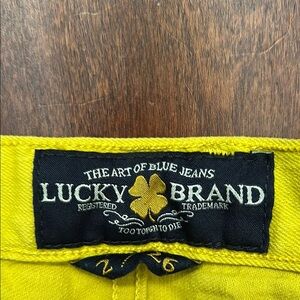 THE ART OF BLUE JEANS
LUCKY BRAND
REGISTERED TRADEMARK
TOO TOUGH TO DIE
2 / 26